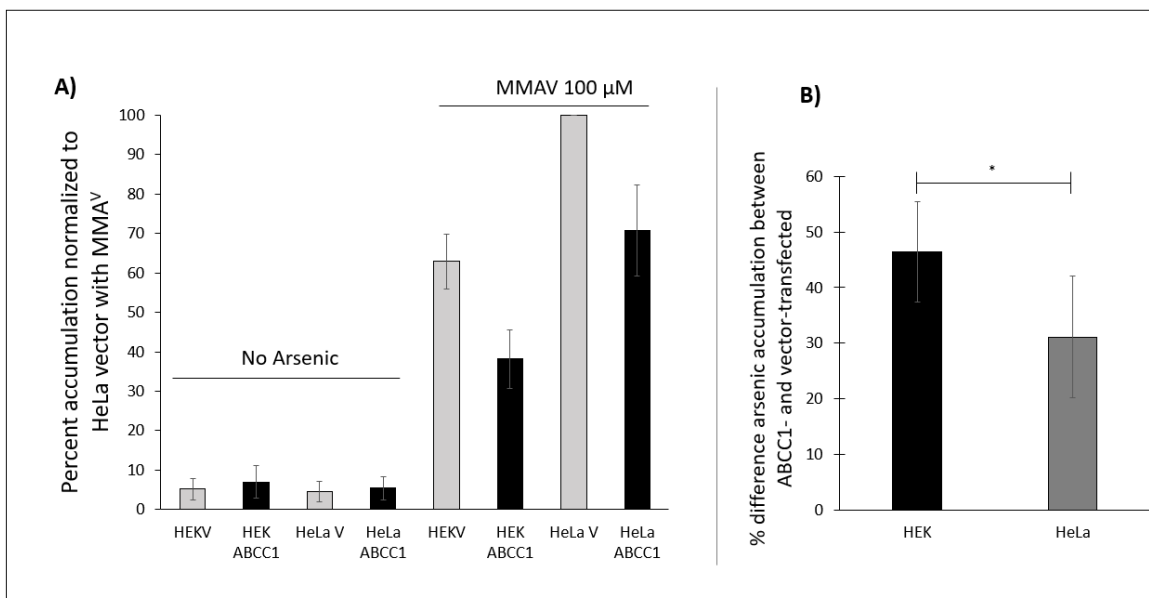 A)
MMAV 100 μM
Percent accumulation normalized to
HeLa vector with MMAⱽ
100
90
80
70
60
50
40
30
20
10
0
No Arsenic
HEKV
HEK
ABCC1
HeLa V
HeLa
ABCC1
HEKV
HEK
ABCC1
HeLa V
HeLa
ABCC1
B)
% difference arsenic accumulation between
ABCC1- and vector-transfected
60
50
40
30
20
10
0
*
HEK
HeLa